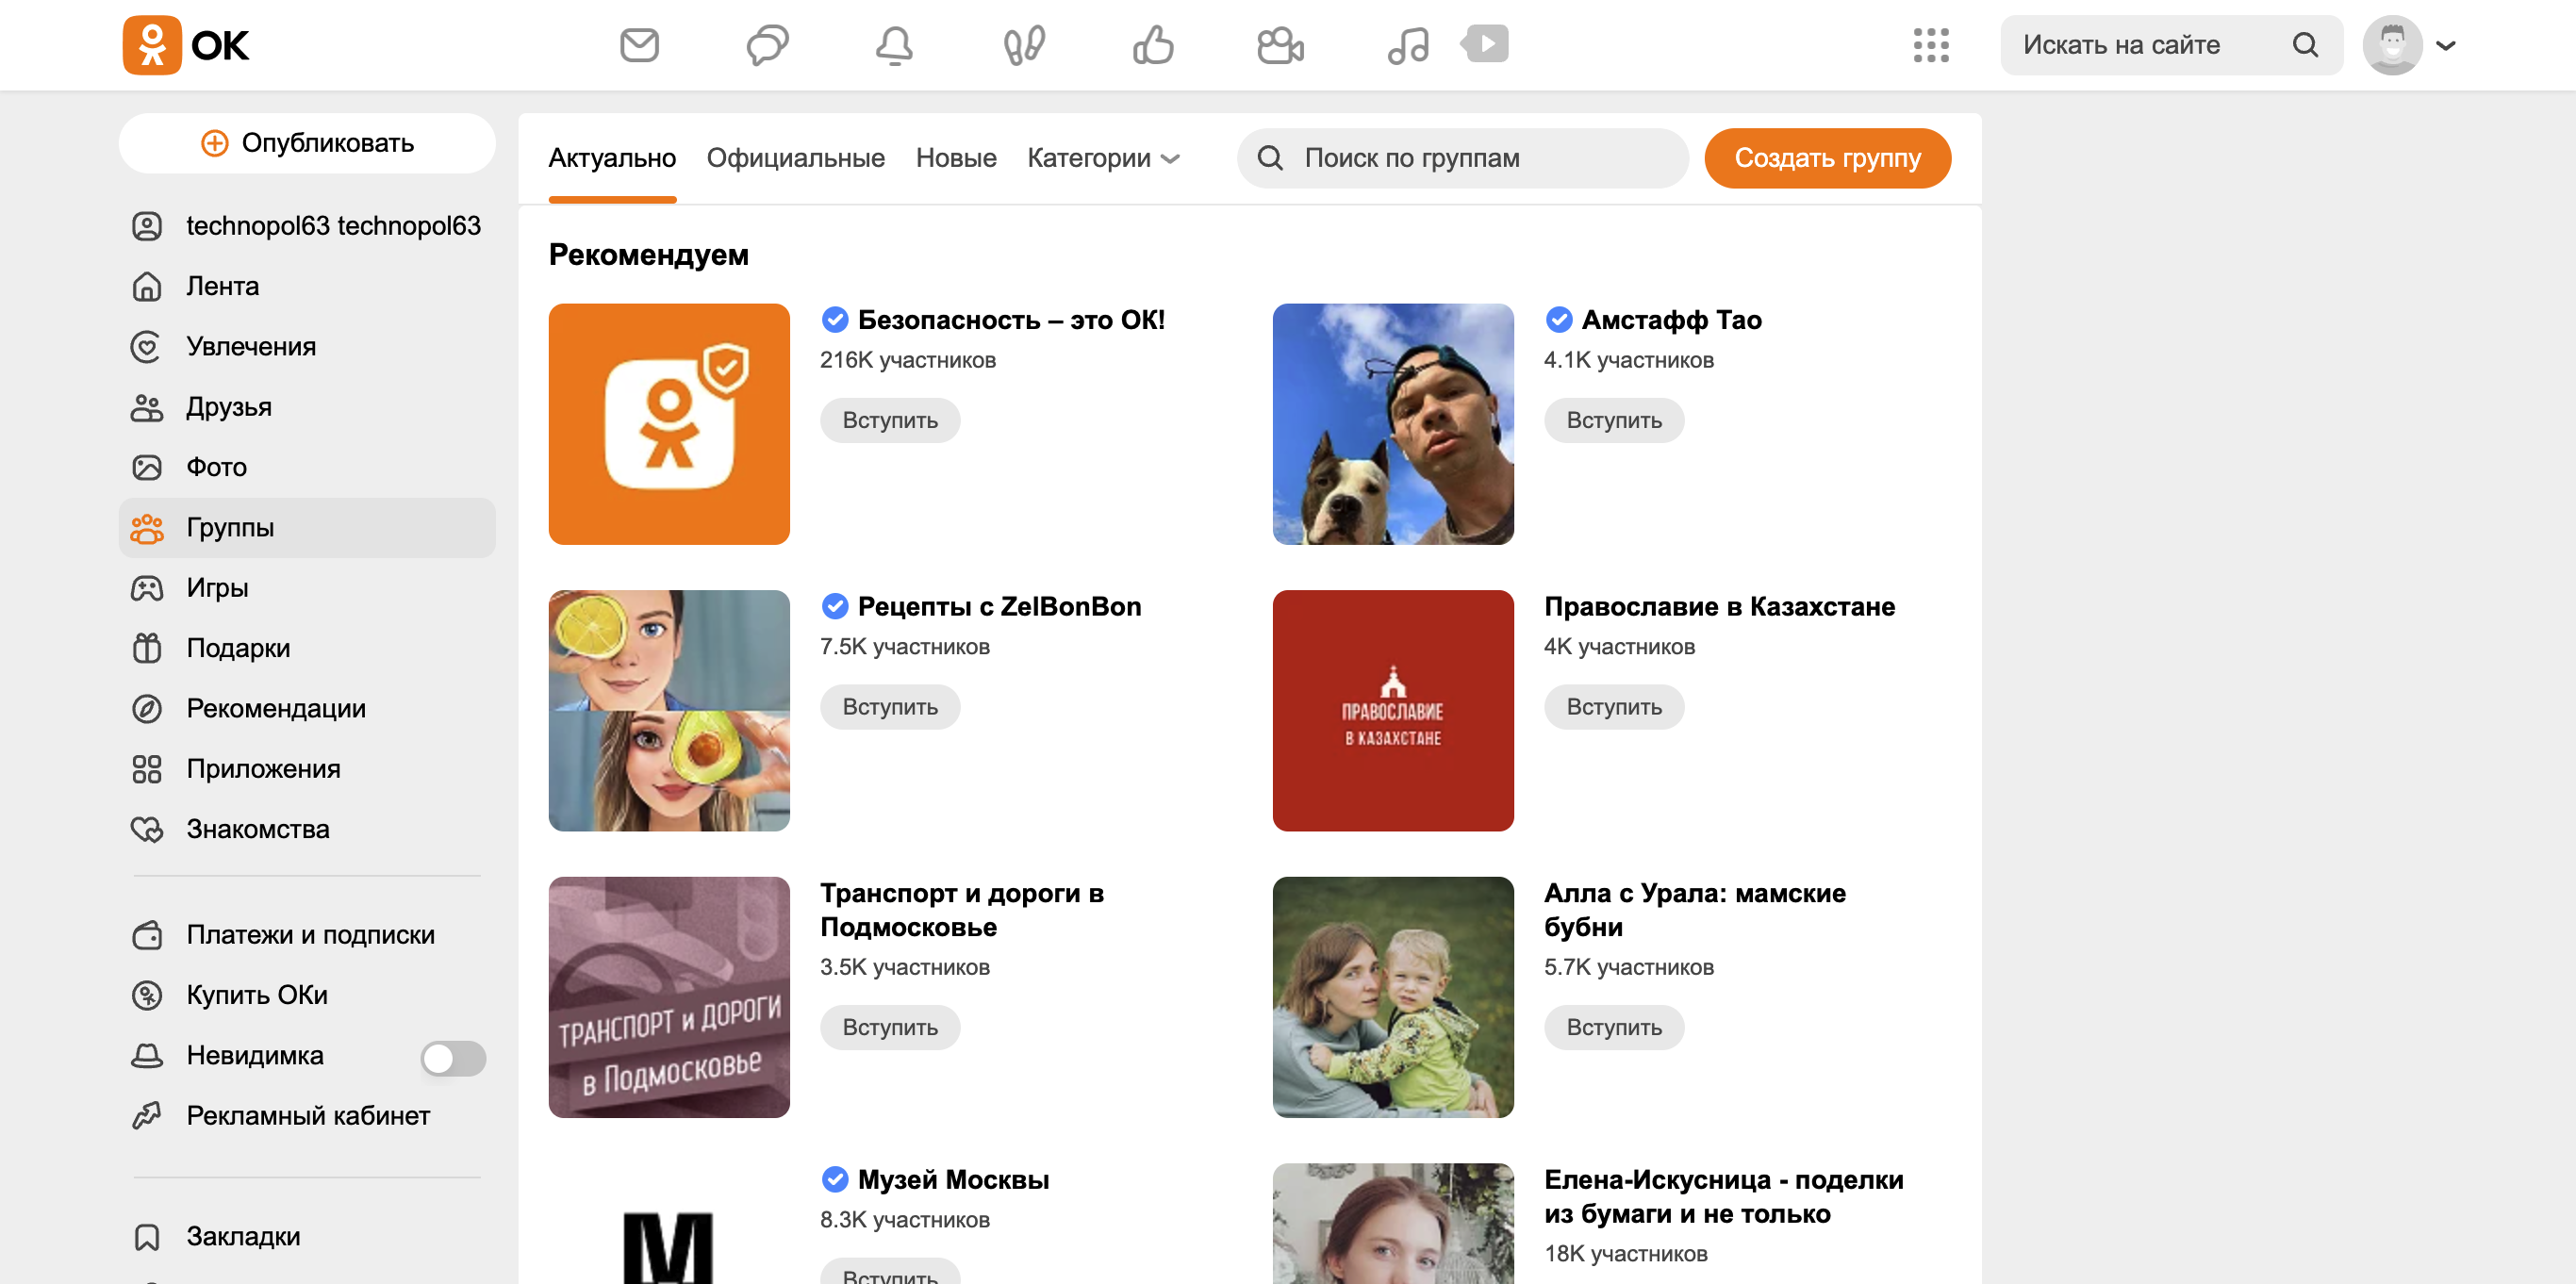 ОК
Искать на сайте
Опубликовать
Актуально
Официальные
Новые
Категории
Поиск по группам
Создать группу
technopol63 technopol63
Лента
Увлечения
Друзья
Фото
Группы
Игры
Подарки
Рекомендации
Приложения
Знакомства
Платежи и подписки
Купить ОКи
Невидимка
Рекламный кабинет
Закладки
Рекомендуем
Безопасность – это ОК!
216K участников
Вступить
Амстафф Тао
4.1K участников
Вступить
Рецепты с ZelBonBon
7.5K участников
Вступить
ПРАВОСЛАВИЕ
В КАЗАХСТАНЕ
Православие в Казахстане
4K участников
Вступить
ТРАНСПОРТ и ДОРОГИ
в Подмосковье
Транспорт и дороги в
Подмосковье
3.5K участников
Вступить
Алла с Урала: мамские
бубни
5.7K участников
Вступить
М
Музей Москвы
8.3K участников
Вступить
Елена-Искусница - поделки
из бумаги и не только
18K участников